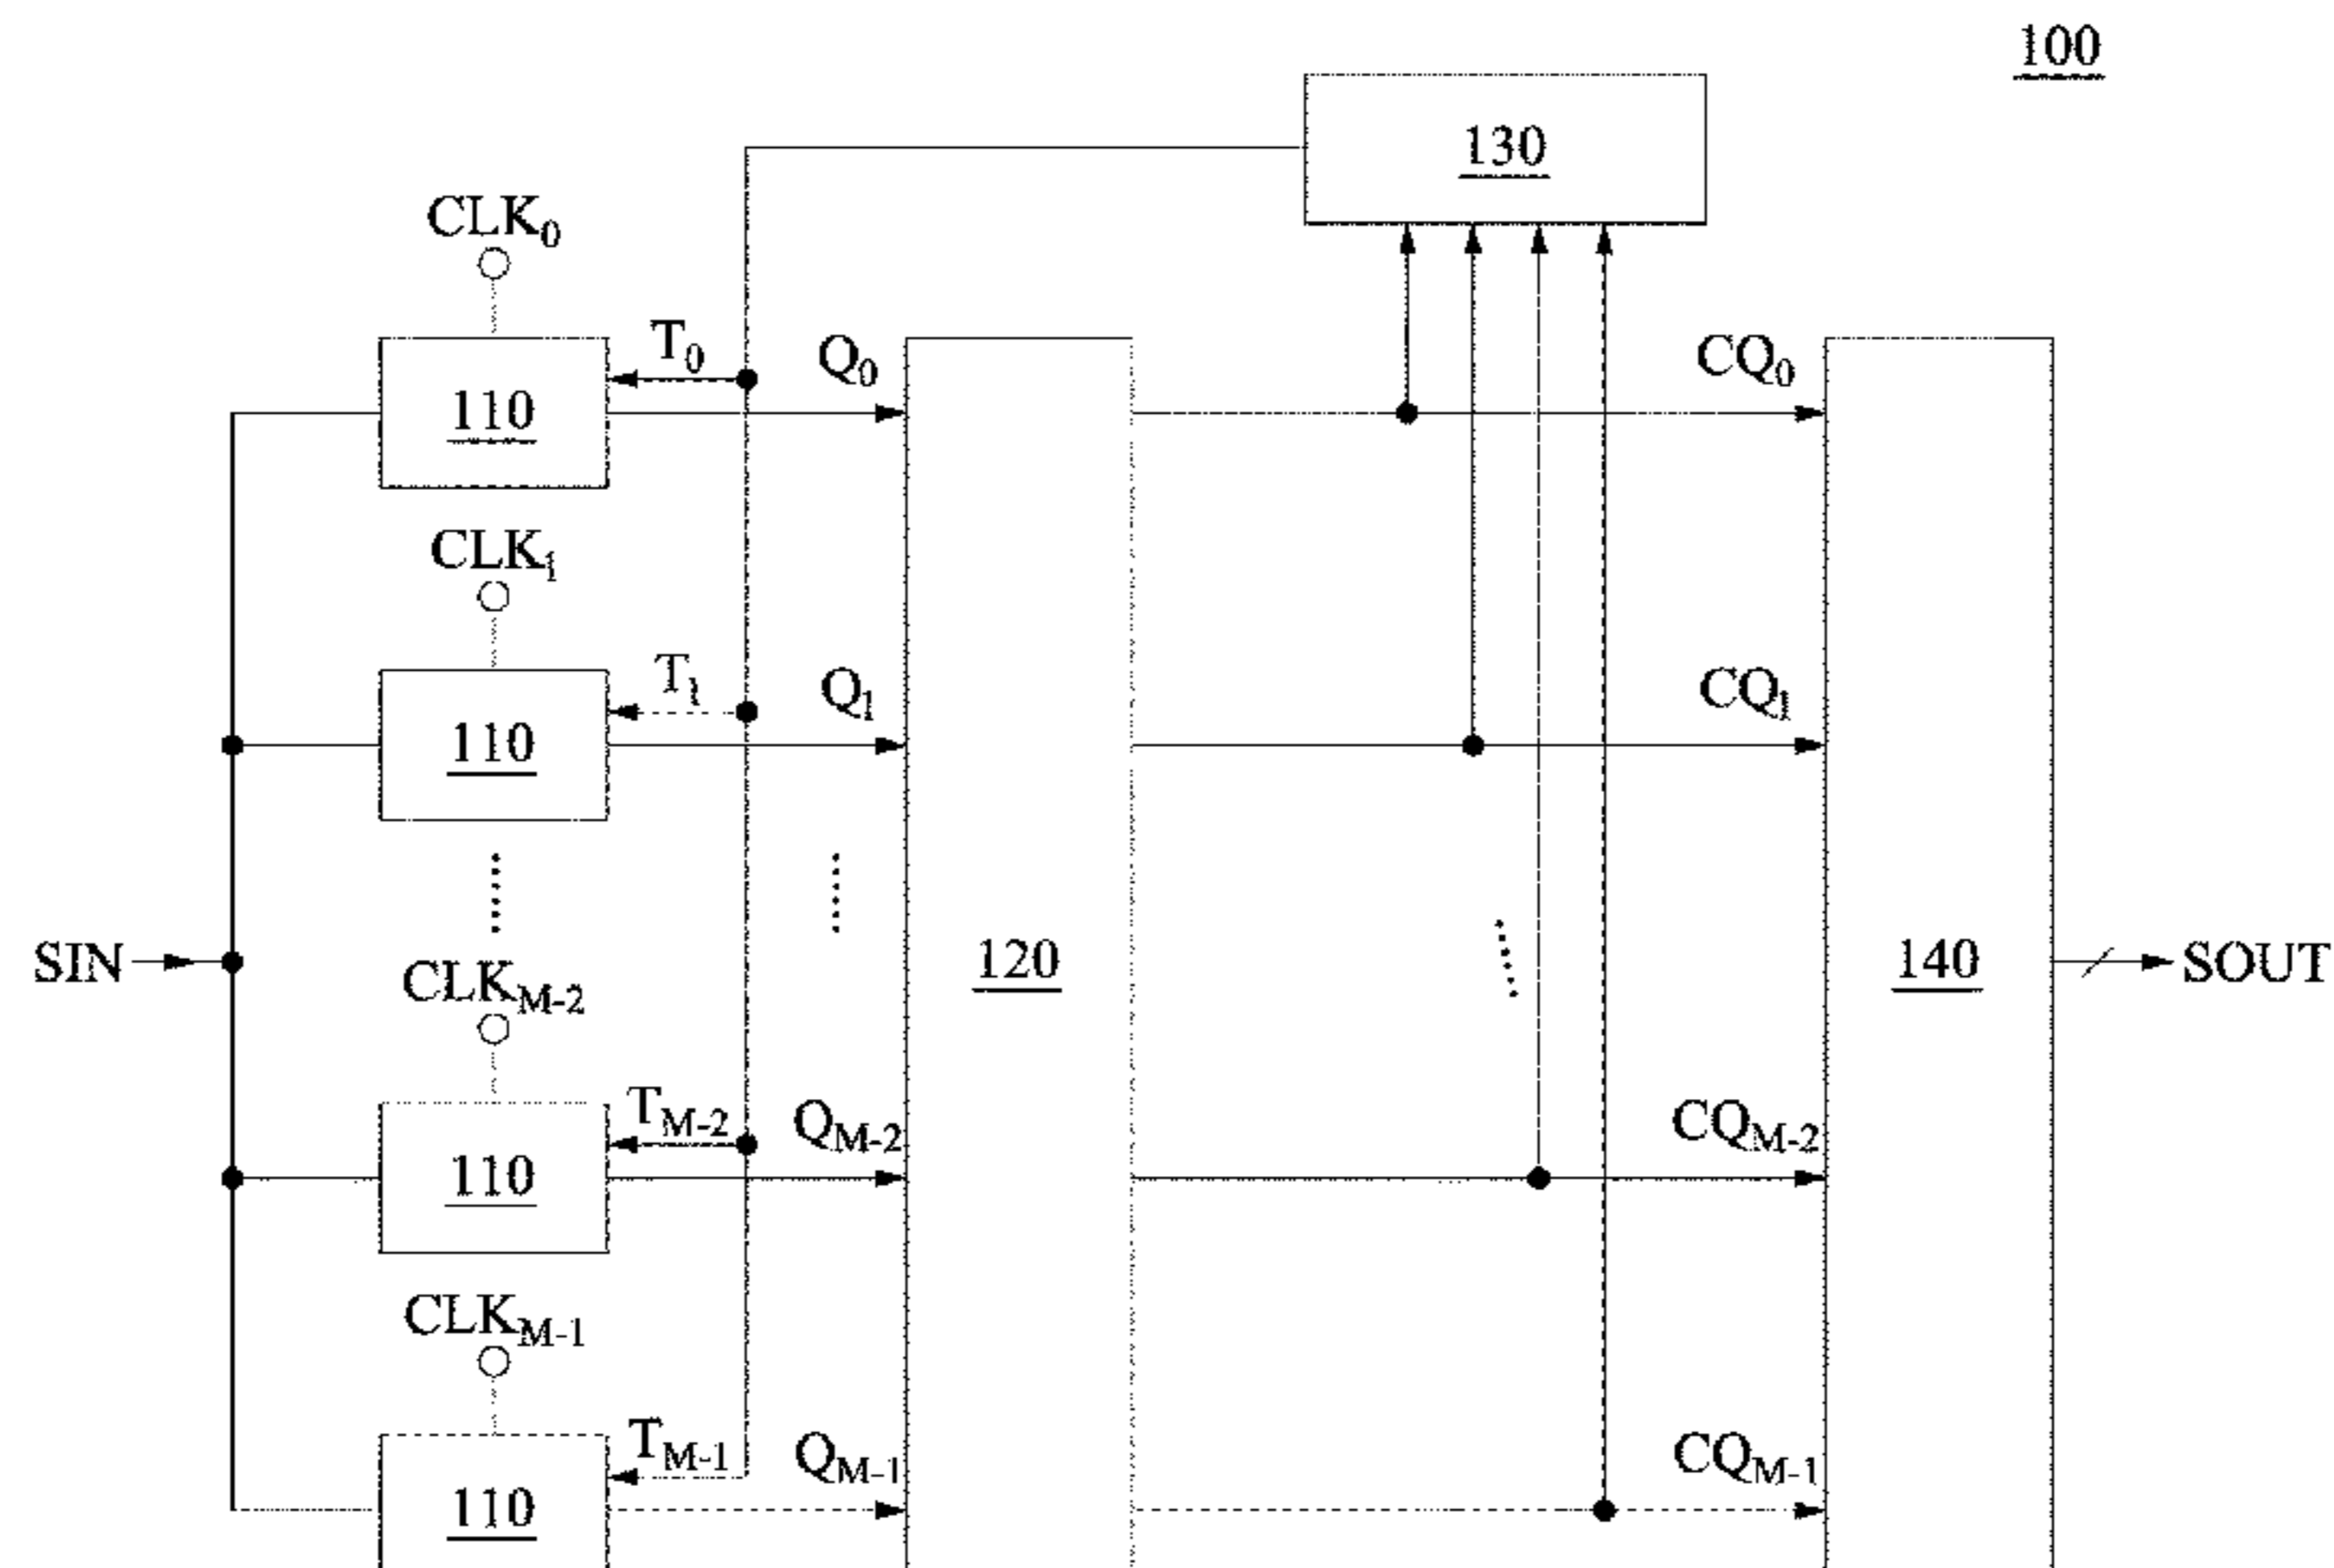 100
130
CLK0
T0
Q0
CQ0
110
CLK1
T1
Q1
CQ1
110
SIN
CLKM-2
120
140
SOUT
TM-2
QM-2
CQM-2
110
CLKM-1
TM-1
QM-1
CQM-1
110